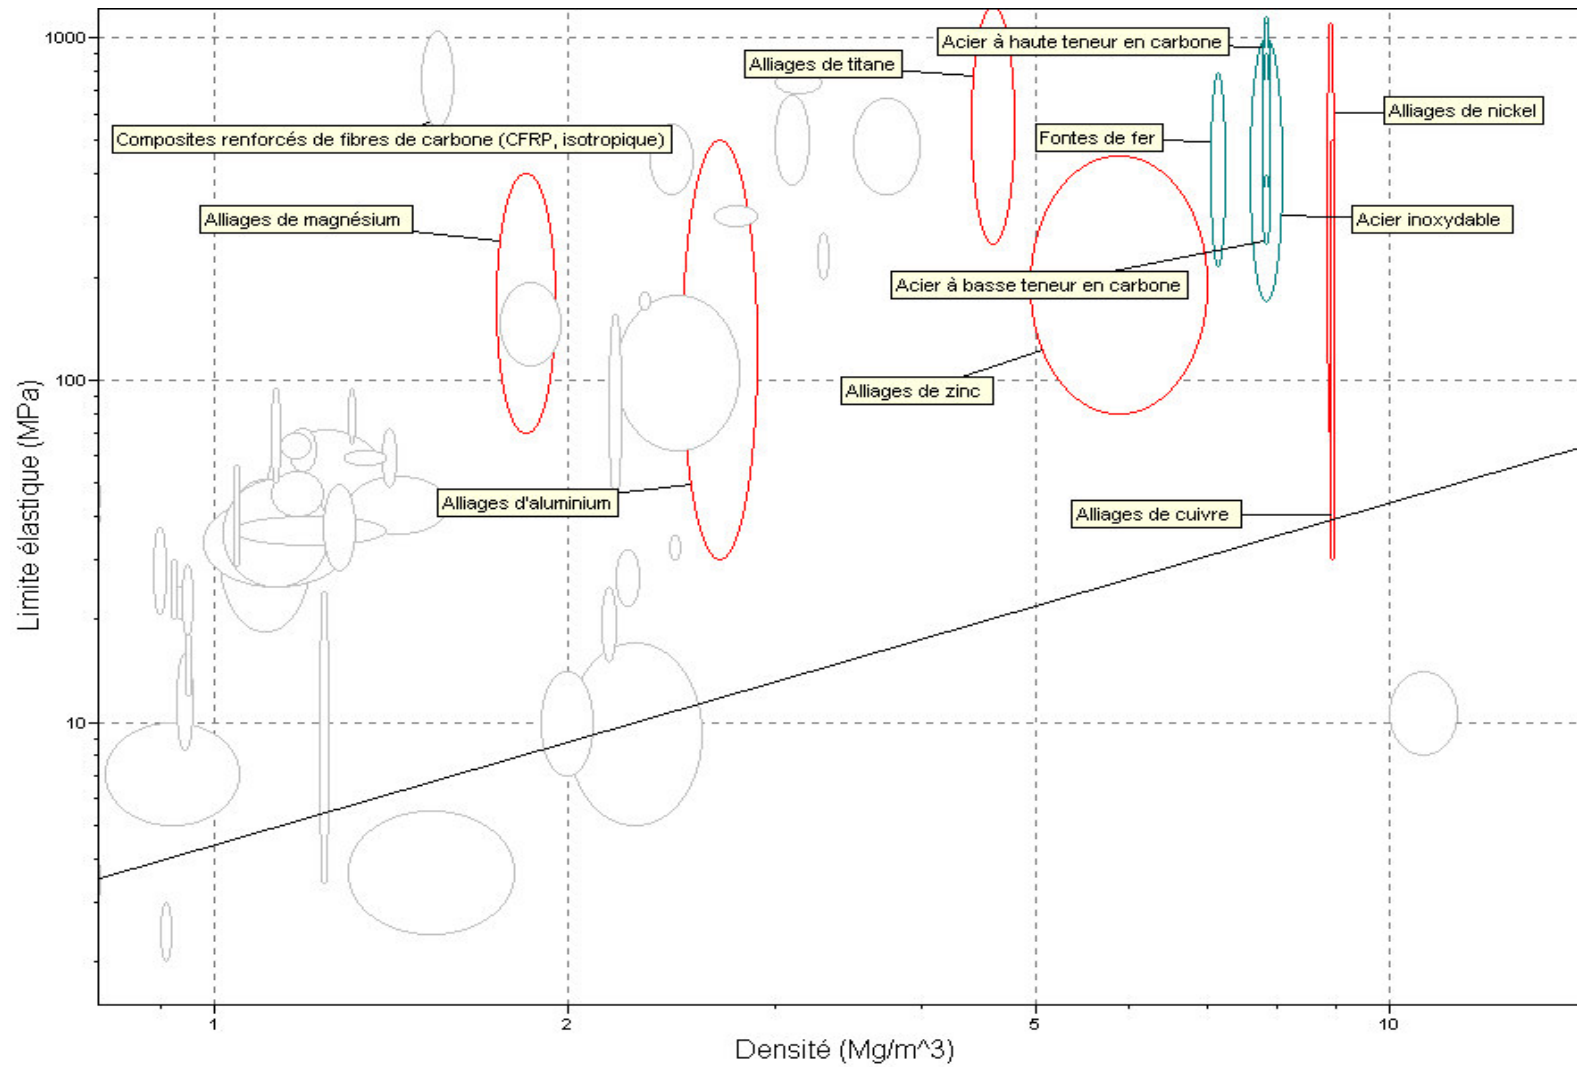 1000
Acier à haute teneur en carbone
Alliages de titane
Alliages de nickel
Composites renforcés de fibres de carbone (CFRP, isotropique)
Fontes de fer
Alliages de magnésium
Acier inoxydable
Acier à basse teneur en carbone
100
Alliages de zinc
Limite élastique (MPa)
Alliages d'aluminium
Alliages de cuivre
10
1
2
5
10
Densité (Mg/m^3)